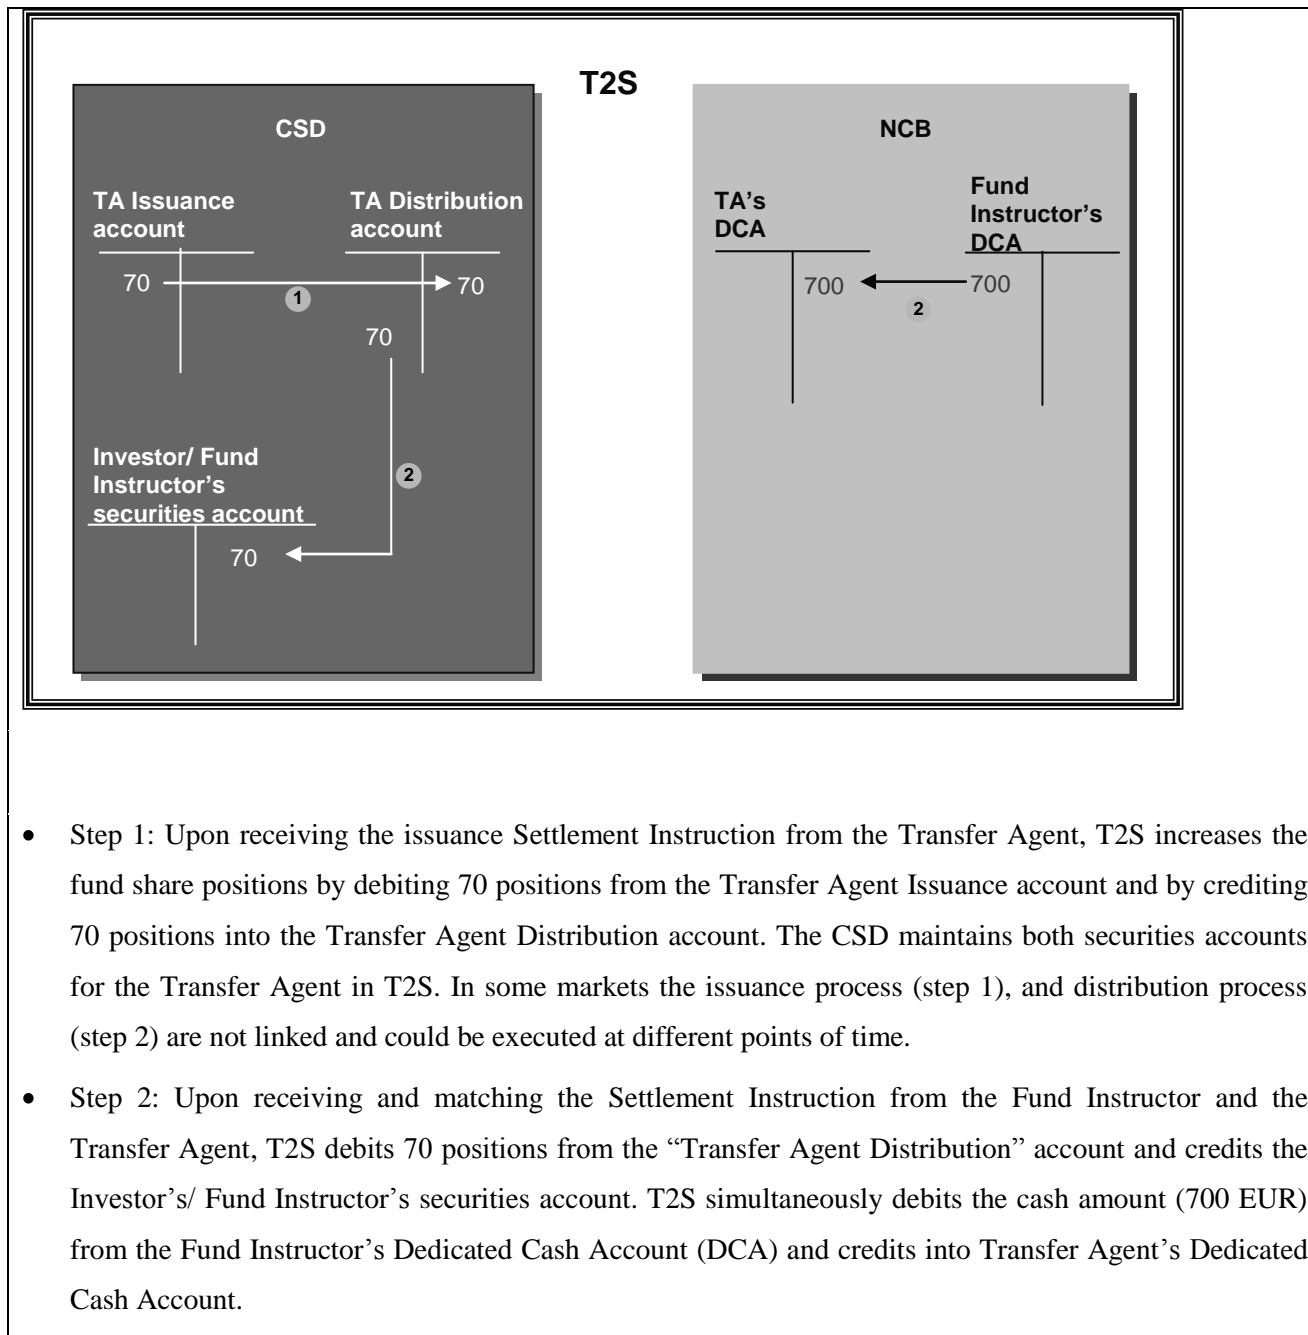 T2S
CSD
TA Issuance
account
TA Distribution
account
70
70
1
70
2
Investor/ Fund
Instructor's
securities account
70
NCB
TA's
DCA
Fund
Instructor's
DCA
700
700
2
• Step 1: Upon receiving the issuance Settlement Instruction from the Transfer Agent, T2S increases the
fund share positions by debiting 70 positions from the Transfer Agent Issuance account and by crediting
70 positions into the Transfer Agent Distribution account. The CSD maintains both securities accounts
for the Transfer Agent in T2S. In some markets the issuance process (step 1), and distribution process
(step 2) are not linked and could be executed at different points of time.
• Step 2: Upon receiving and matching the Settlement Instruction from the Fund Instructor and the
Transfer Agent, T2S debits 70 positions from the “Transfer Agent Distribution” account and credits the
Investor’s/ Fund Instructor’s securities account. T2S simultaneously debits the cash amount (700 EUR)
from the Fund Instructor’s Dedicated Cash Account (DCA) and credits into Transfer Agent’s Dedicated
Cash Account.